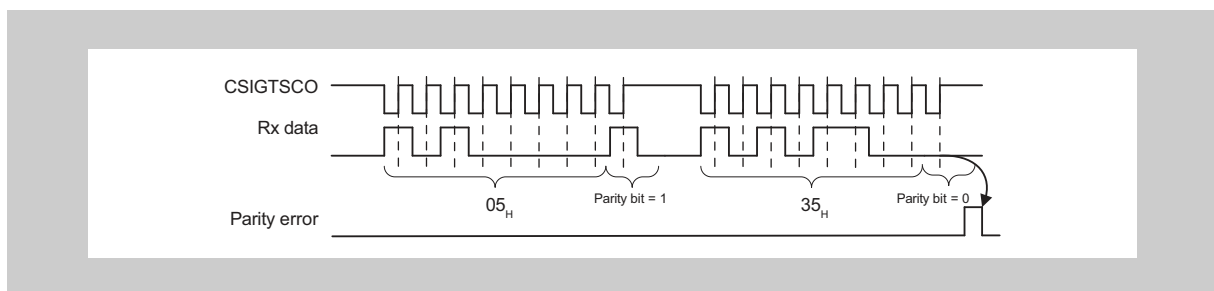 CSIGTSCO
Rx data
05H
Parity bit = 1
35H
Parity bit = 0
Parity error